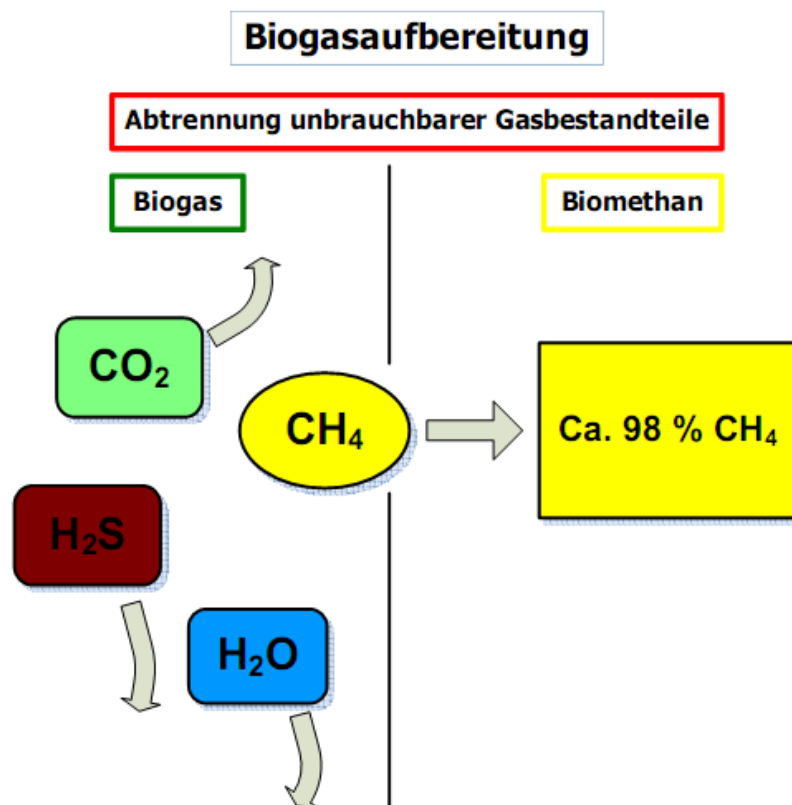 Biogasaufbereitung
Abtrennung unbrauchbarer Gasbestandteile
Biogas
Biomethan
CO₂
CH₄
Ca. 98 % CH₄
H₂S
H₂O